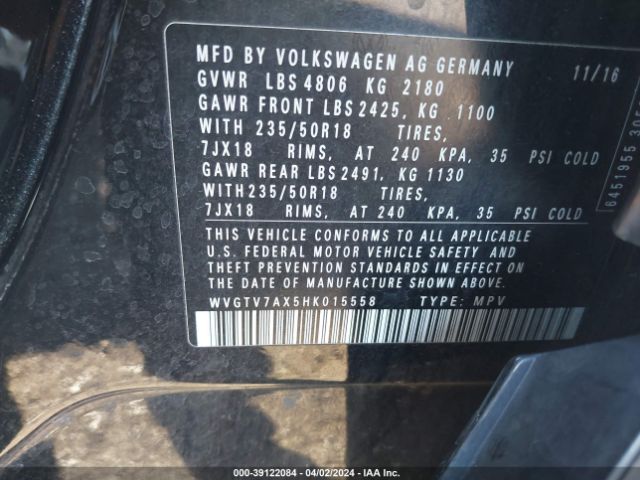 MFD BY VOLKSWAGEN AG GERMANY 11/16
GVWR LBS 4806 KG 2180
GAWR FRONT LBS 2425, KG 1100
WITH 235/50R18 TIRES,
7JX18 RIMS, AT 240 KPA, 35 PSI COLD
GAWR REAR LBS 2491, KG 1130
WITH235/50R18 TIRES,
7JX18 RIMS, AT 240 KPA, 35 PSI COLD
THIS VEHICLE CONFORMS TO ALL APPLICABLE
U.S. FEDERAL MOTOR VEHICLE SAFETY AND
THEFT PREVENTION STANDARDS IN EFFECT ON
THE DATE OF MANUFACTURE SHOWN ABOVE.
WVGTV7AX5HK015558 TYPE: MPV
6451955
000-39122084 - 04/02/2024 - IAA Inc.